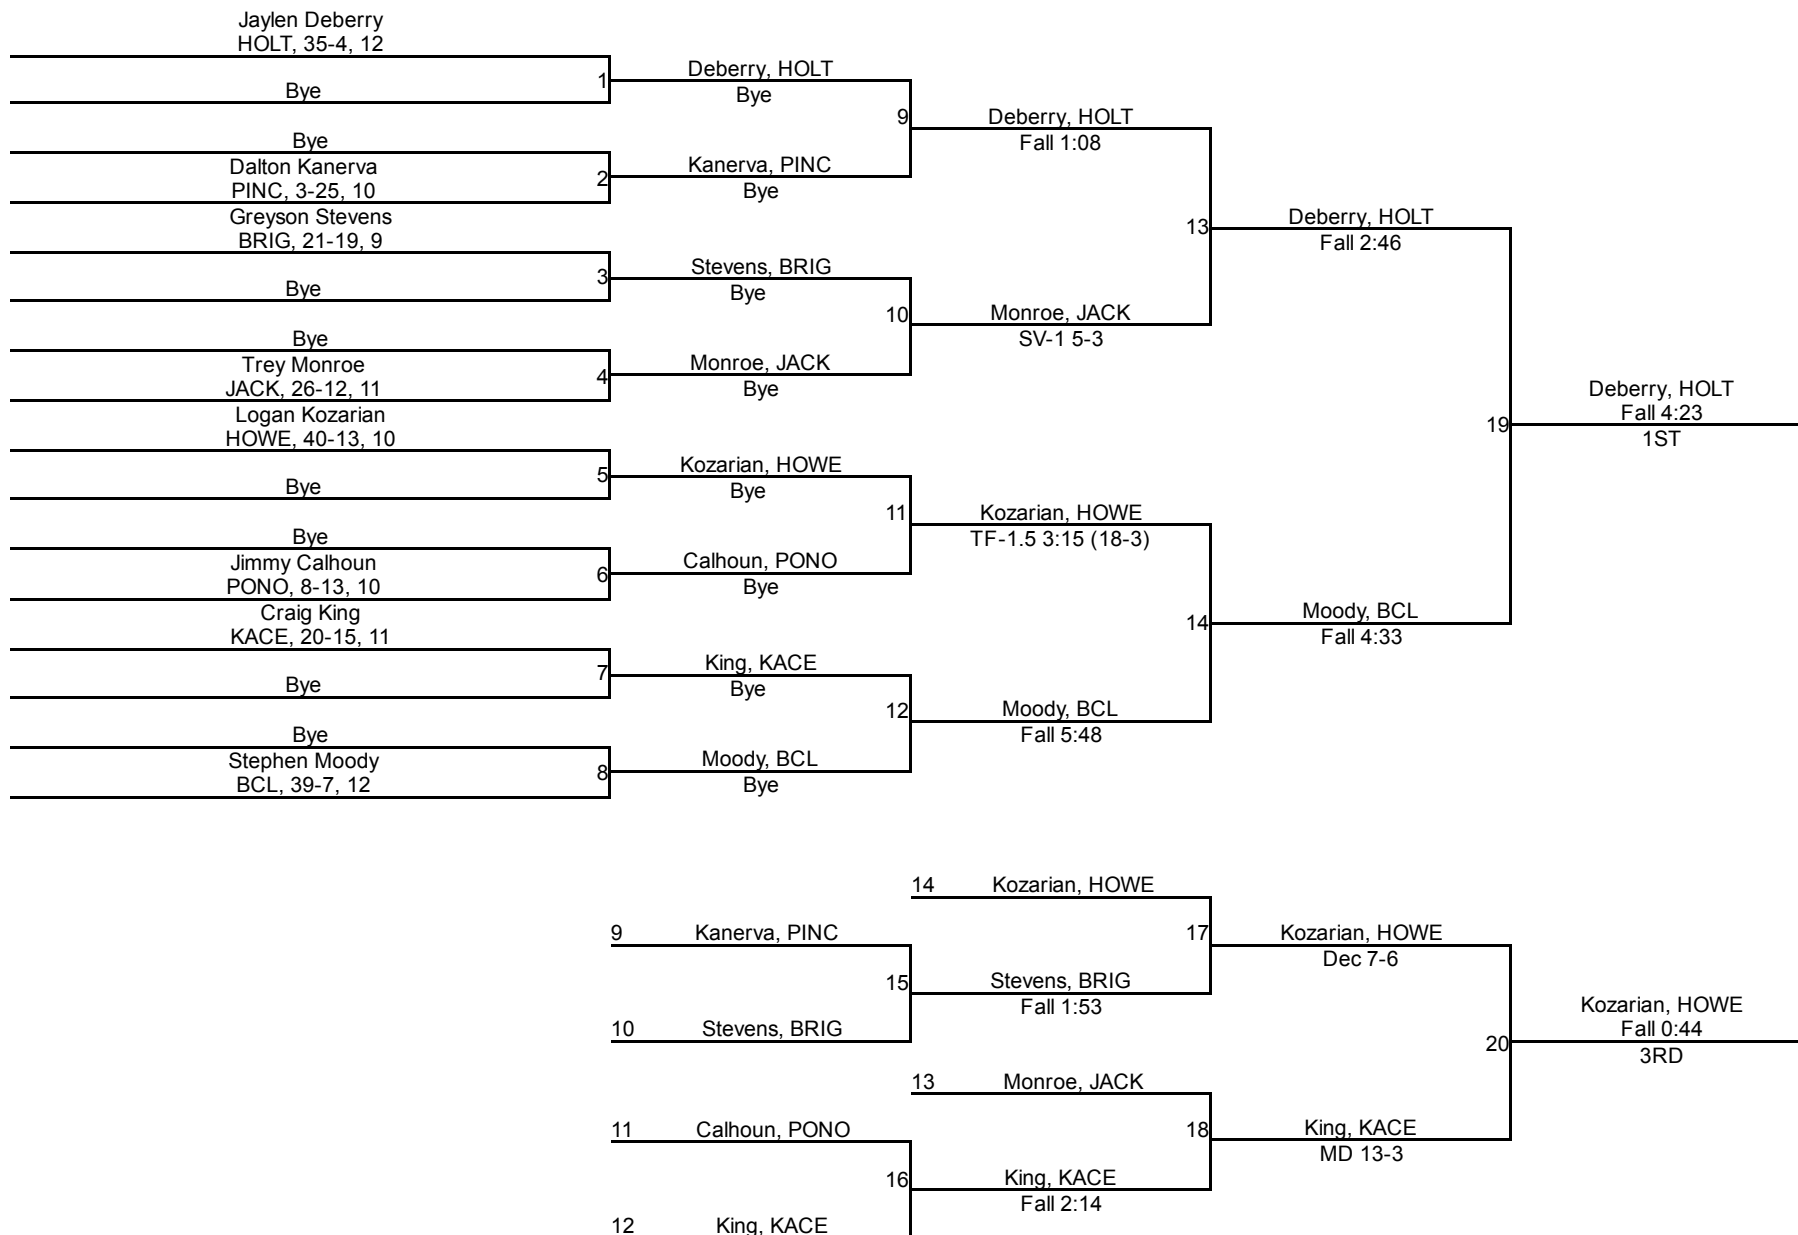 Jaylen Deberry
HOLT, 35-4, 12
Bye
1
Bye
Dalton Kanerva
PINC, 3-25, 10
2
Greyson Stevens
BRIG, 21-19, 9
Bye
3
Bye
Trey Monroe
JACK, 26-12, 11
4
Logan Kozarian
HOWE, 40-13, 10
Bye
5
Bye
Jimmy Calhoun
PONO, 8-13, 10
6
Craig King
KACE, 20-15, 11
Bye
7
Bye
Stephen Moody
BCL, 39-7, 12
8
Deberry, HOLT
Bye
9
Kanerva, PINC
Bye
Stevens, BRIG
Bye
10
Monroe, JACK
Bye
Kozarian, HOWE
Bye
11
Calhoun, PONO
Bye
King, KACE
Bye
12
Moody, BCL
Bye
Deberry, HOLT
Fall 1:08
13
Monroe, JACK
SV-1 5-3
Kozarian, HOWE
TF-1.5 3:15 (18-3)
14
Moody, BCL
Fall 5:48
Deberry, HOLT
Fall 2:46
19
Moody, BCL
Fall 4:33
Deberry, HOLT
Fall 4:23
1ST
9 Kanerva, PINC
15
10 Stevens, BRIG
11 Calhoun, PONO
16
12 King, KACE
14 Kozarian, HOWE
17
Stevens, BRIG
Fall 1:53
13 Monroe, JACK
18
King, KACE
Fall 2:14
Kozarian, HOWE
Dec 7-6
20
King, KACE
MD 13-3
Kozarian, HOWE
Fall 0:44
3RD